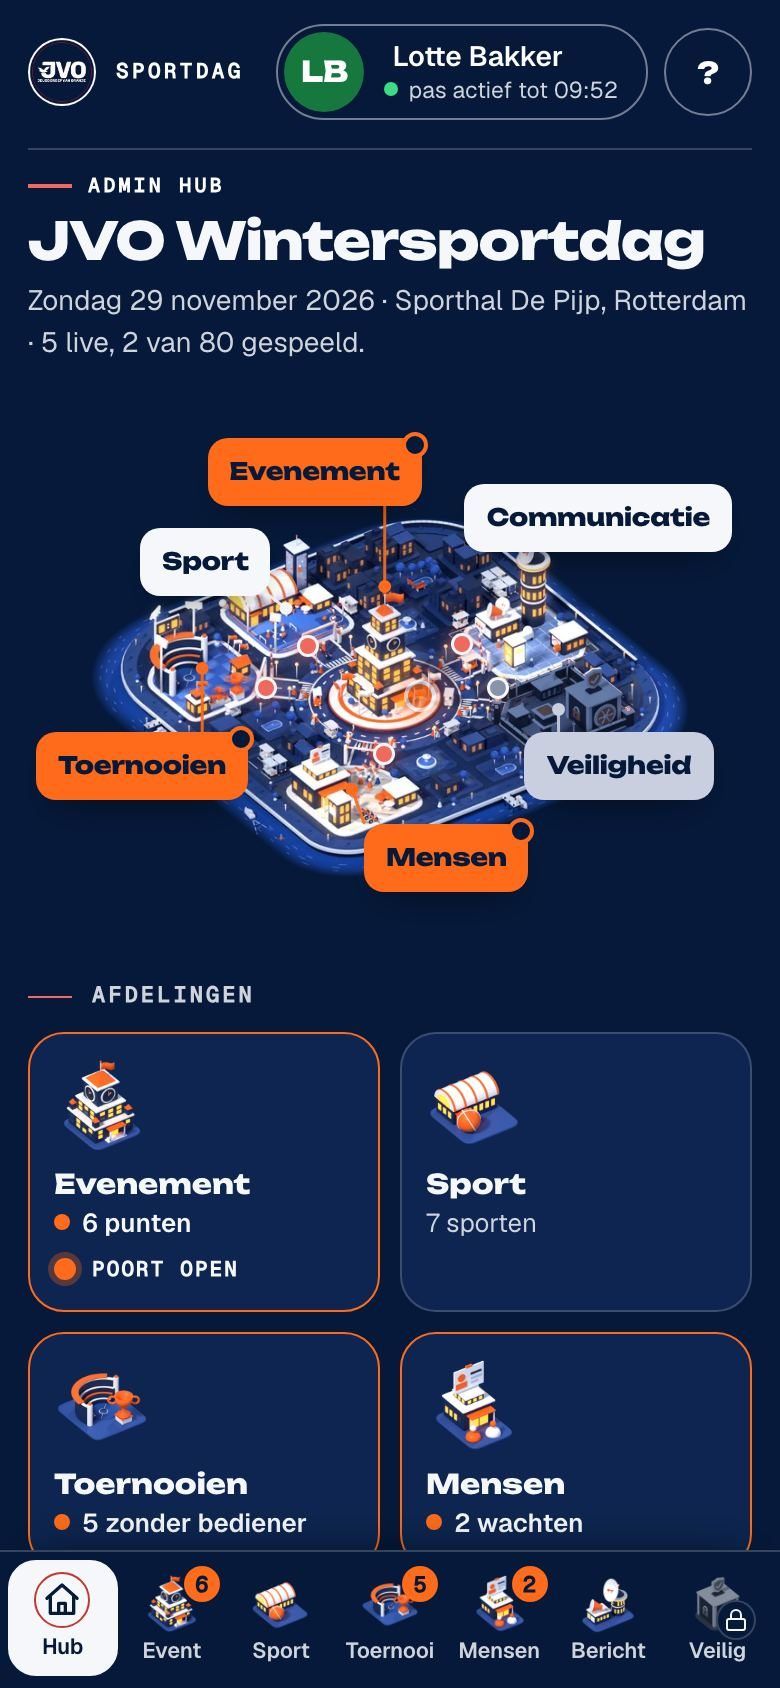 JVO SPORTDAG
LB
Lotte Bakker
pas actief tot 09:52
?
ADMIN HUB
JVO Wintersportdag
Zondag 29 november 2026 · Sporthal De Pijp, Rotterdam
· 5 live, 2 van 80 gespeeld.
Evenement
Communicatie
Sport
Toernooien
Veiligheid
Mensen
AFDELINGEN
Evenement
6 punten
POORT OPEN
Sport
7 sporten
Toernooien
5 zonder bediener
Mensen
2 wachten
Hub
6
Event
Sport
5
Toernooi
2
Mensen
Bericht
Veilig